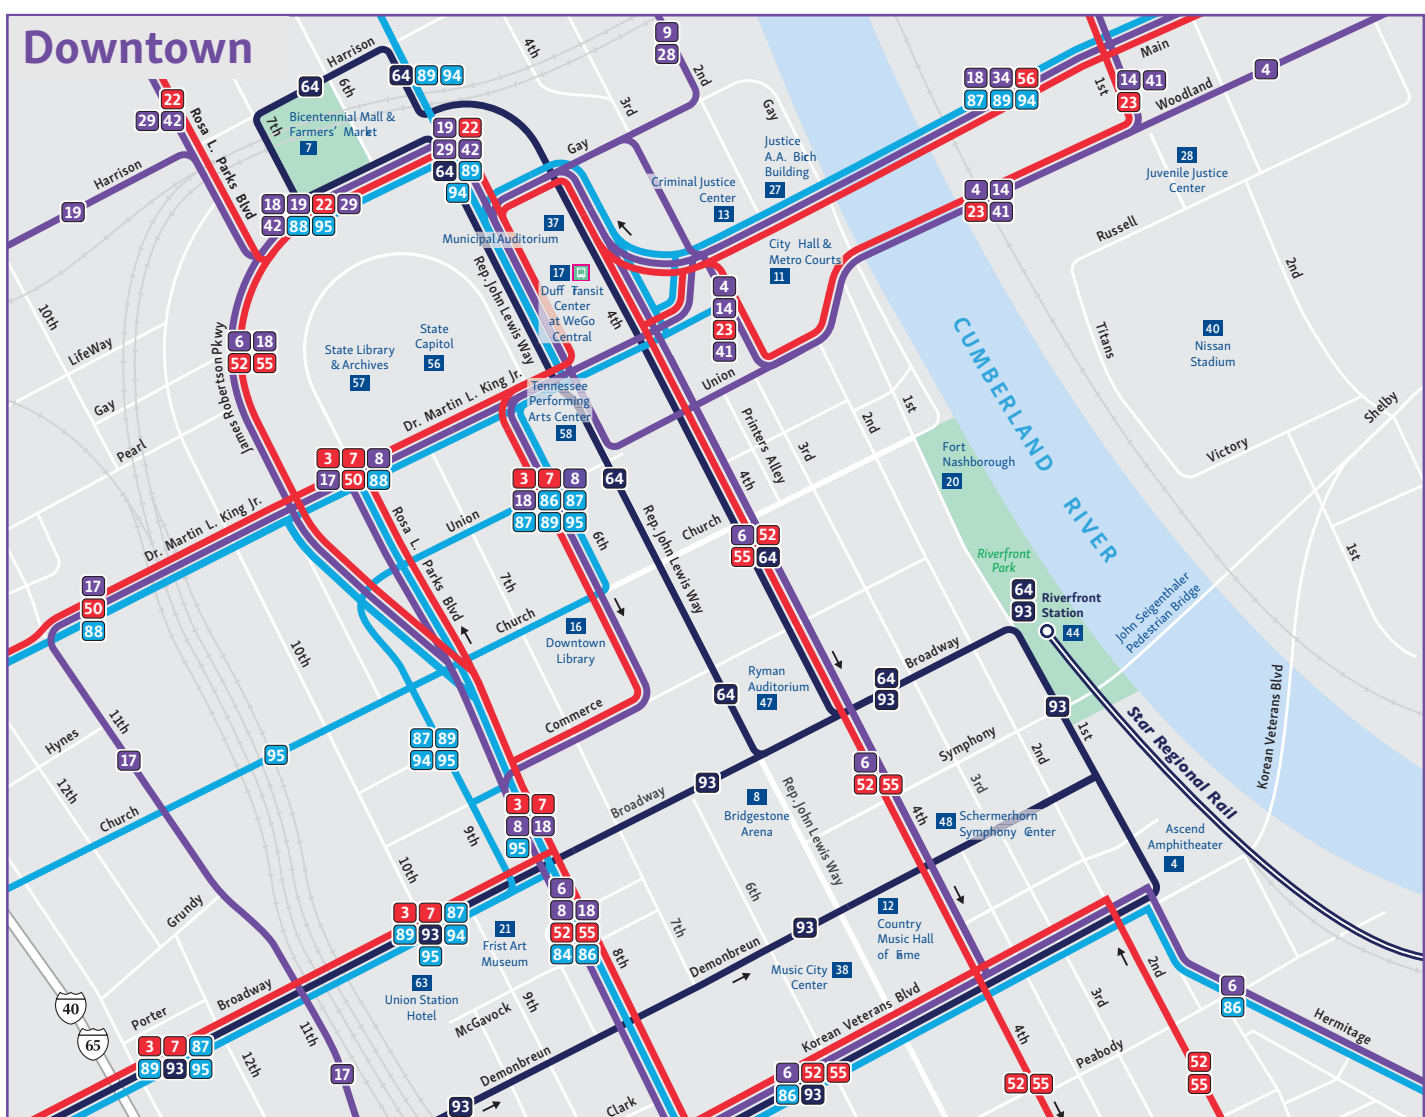 Downtown
Harrison
6th
64
64 89 94
4th
9
28
2nd
3rd
Gay
18 34 56
87 89 94
1st
Main
14 41
23
Woodland
4
22
29 42
Rosa L. Parks Blvd
7th
Bicentennial Mall &
Farmers' Market
7
19 22
29 42
64 89
94
Gay
Justice
A.A. Birch
Building
27
28
Juvenile Justice
Center
Harrison
19
18 19 22 29
42 88 95
Criminal Justice
Center
13
4 14
23 41
37
Municipal Auditorium
City Hall &
Metro Courts
11
Russell
2nd
17
Duff Transit
Center
at WeGo
Central
Rep. John Lewis Way
4th
4
14
23
41
10th
LifeWay
6 18
52 55
James Robertson Pkwy
State
Capitol
56
State Library
& Archives
57
CUMBERLAND RIVER
Titans
40
Nissan
Stadium
Gay
Pearl
Dr. Martin L. King Jr.
Tennessee
Performing
Arts Center
58
Union
Printers Alley
3rd
2nd
1st
Shelby
Victory
3 7 8
17 50 88
3 7 8
18 86 87
87 89 95
64
4th
Fort
Nashborough
20
Dr. Martin L. King Jr.
Rosa L. Parks Blvd
Union
6th
Rep. John Lewis Way
Church
6 52
55 64
Riverfront
Park
1st
17
50
88
7th
Church
64
93
Riverfront
Station
44
John Seigenthaler
Pedestrian Bridge
16
Downtown
Library
10th
Broadway
Ryman
Auditorium
47
64
64
93
93
1st
Star Regional Rail
Korean Veterans Blvd
Hynes
11th
17
12th
95
87 89
94 95
Commerce
Symphony
2nd
3rd
6
52 55
Church
9th
3 7
8 18
95
Broadway
93
8
Bridgestone
Arena
Rep. John Lewis Way
4th
48
Schermerhorn
Symphony Center
Ascend
Amphitheater
4
10th
Grundy
3 7 87
89 93 94
95
21
Frist Art
Museum
6
8 18
52 55
84 86
6th
7th
8th
93
12
Country
Music Hall
of Fame
Demonbreun
63
Union Station
Hotel
Music City
Center
38
2nd
6
86
Hermitage
40
65
Porter
Broadway
11th
12th
9th
McGavock
Korean Veterans Blvd
3rd
4th
Peabody
3 7 87
89 93 95
17
Demonbreun
93
Clark
6 52 55
86 93
52 55
52
55